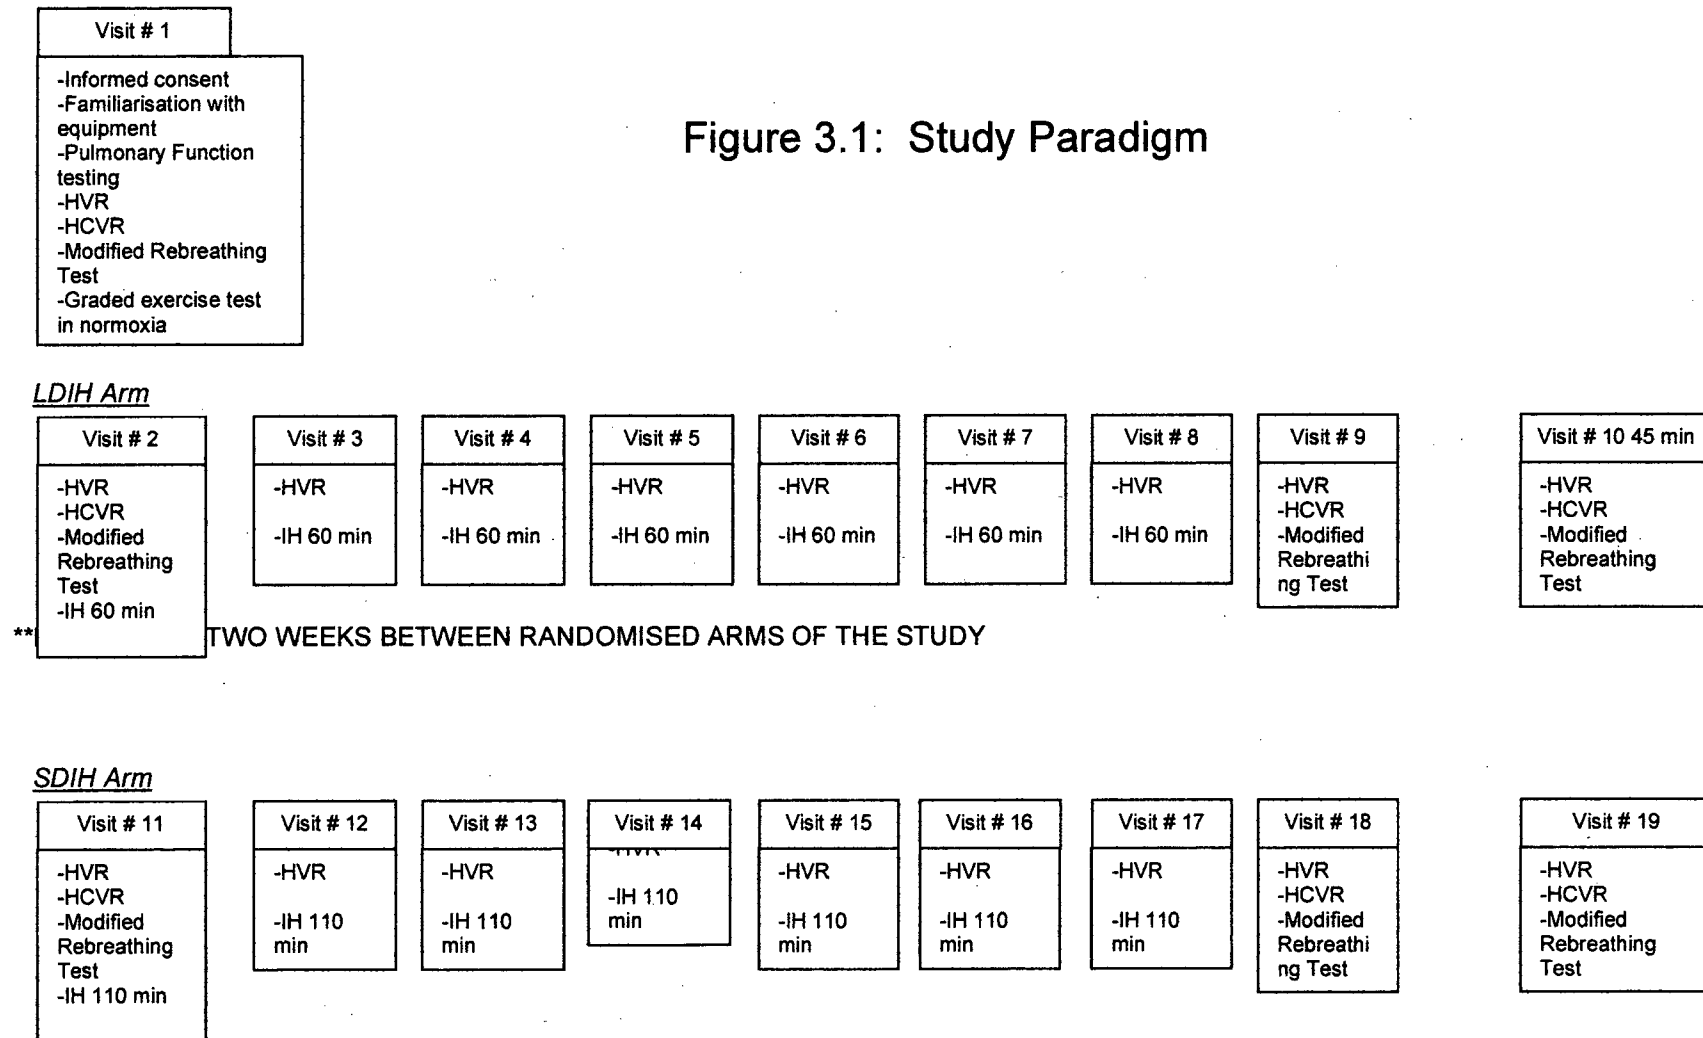 Visit # 1
-Informed consent
-Familiarisation with
equipment
-Pulmonary Function
testing
-HVR
-HCVR
-Modified Rebreathing
Test
-Graded exercise test
in normoxia
Figure 3.1: Study Paradigm
LDIH Arm
Visit # 2
-HVR
-HCVR
-Modified
Rebreathing
Test
-IH 60 min
Visit # 3
-HVR
-IH 60 min
Visit # 4
-HVR
-IH 60 min
Visit # 5
-HVR
-IH 60 min
Visit # 6
-HVR
-IH 60 min
Visit # 7
-HVR
-IH 60 min
Visit # 8
-HVR
-IH 60 min
Visit # 9
-HVR
-HCVR
-Modified
Rebreathi
ng Test
Visit # 10 45 min
-HVR
-HCVR
-Modified
Rebreathing
Test
** TWO WEEKS BETWEEN RANDOMISED ARMS OF THE STUDY
SDIH Arm
Visit # 11
-HVR
-HCVR
-Modified
Rebreathing
Test
-IH 110 min
Visit # 12
-HVR
-IH 110
min
Visit # 13
-HVR
-IH 110
min
Visit # 14
-IH 110
min
Visit # 15
-HVR
-IH 110
min
Visit # 16
-HVR
-IH 110
min
Visit # 17
-HVR
-IH 110
min
Visit # 18
-HVR
-HCVR
-Modified
Rebreathi
ng Test
Visit # 19
-HVR
-HCVR
-Modified
Rebreathing
Test